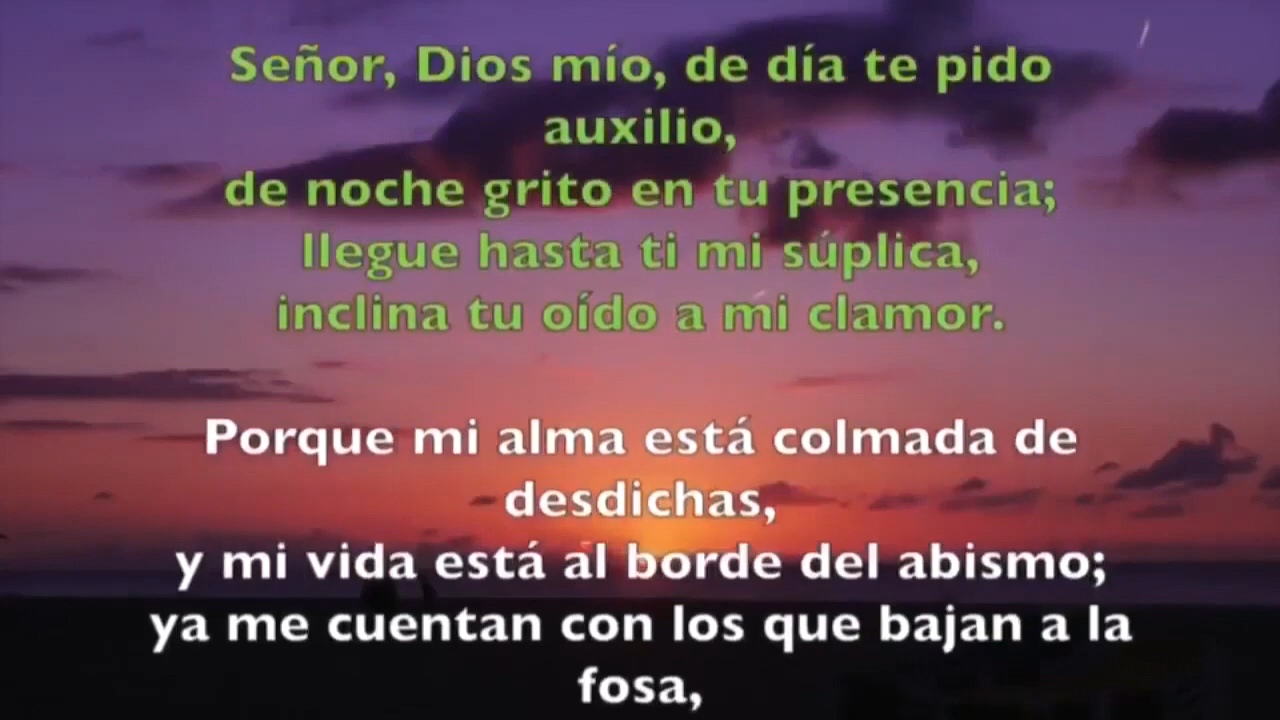 Señor, Dios mío, de día te pido
auxilio,
de noche grito en tu presencia;
llegue hasta ti mi súplica,
inclina tu oído a mi clamor.
Porque mi alma está colmada de
desdichas,
y mi vida está al borde del abismo;
ya me cuentan con los que bajan a la
fosa,